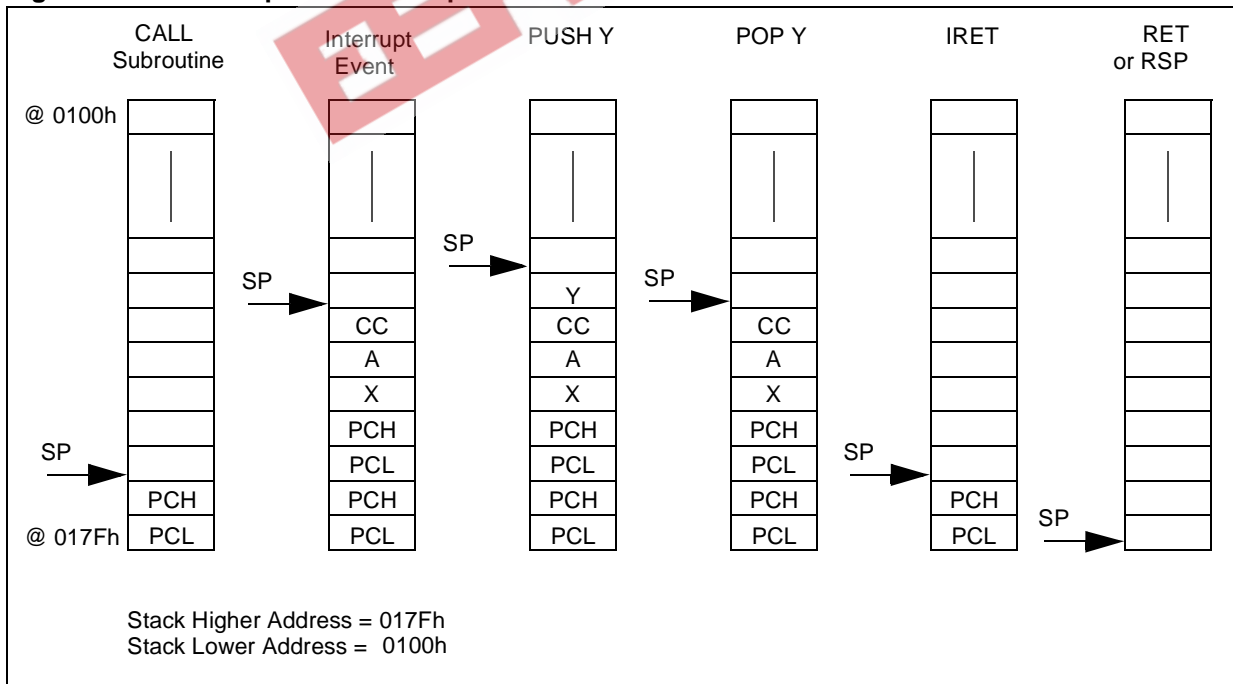 CALL
Subroutine
Interrupt
Event
PUSH Y
POP Y
IRET
RET
or RSP
@ 0100h
SP
SP
SP
Y
CC
CC
CC
A
A
A
X
X
X
PCH
PCH
PCH
SP
SP
PCL
PCL
PCL
PCH
PCH
PCH
PCH
PCH
SP
@ 017Fh
PCL
PCL
PCL
PCL
PCL
Stack Higher Address = 017Fh
Stack Lower Address = 0100h